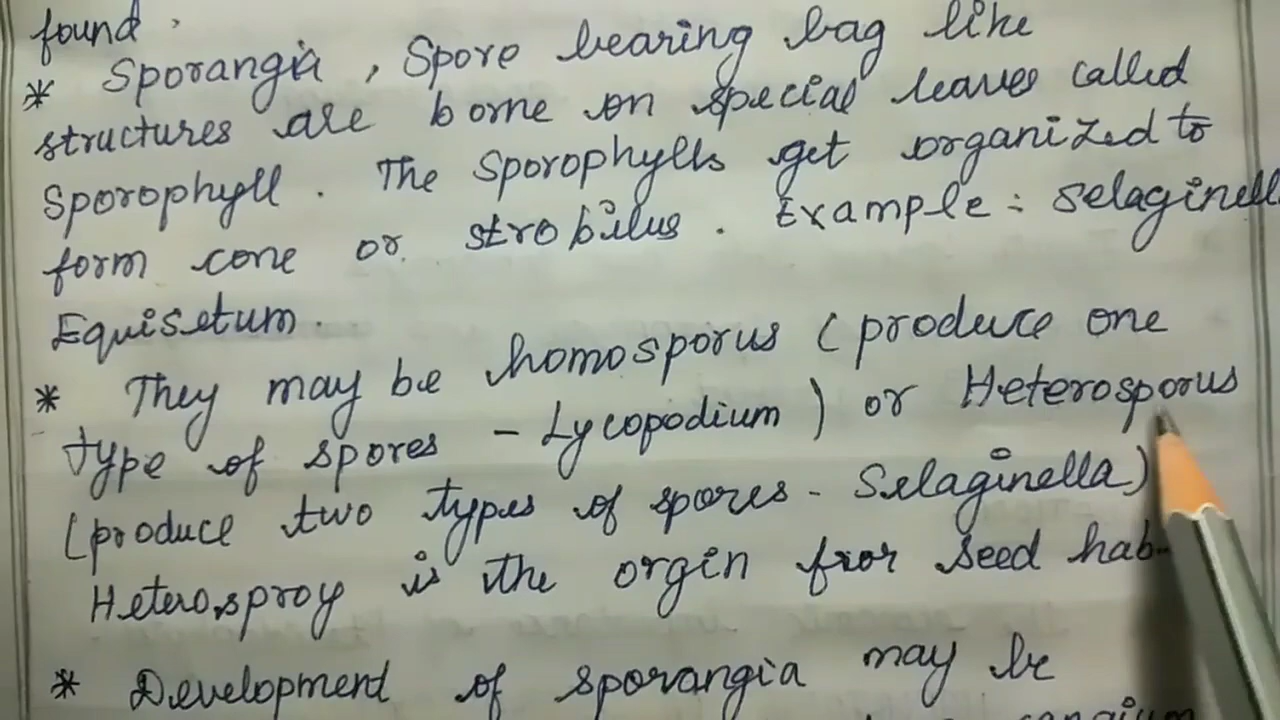 found.
* Sporangia, Spore bearing bag like
structures are borne on special leaves called
Sporophyll. The Sporophylls get organized to
form cone or strobilus. Example: Selaginell
Equisetum.
* They may be homosporus (produce one
type of spores - Lycopodium) or Heterosporus
(produce two types of spores - Selaginella)
Heterosproy is the orgin for seed hab
* Development of sporangia may be